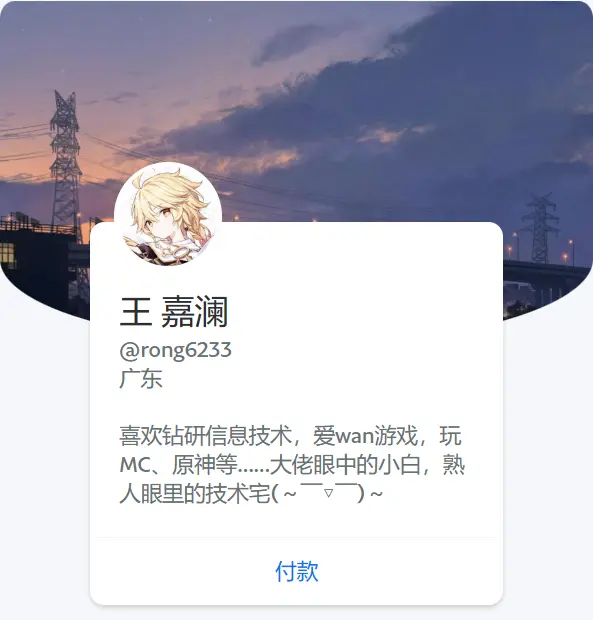 王 嘉澜
@rong6233
广东
喜欢钻研信息技术，爱wan游戏，玩
MC、原神等……大佬眼中的小白，熟
人眼里的技术宅(～￣▽￣)～
付款